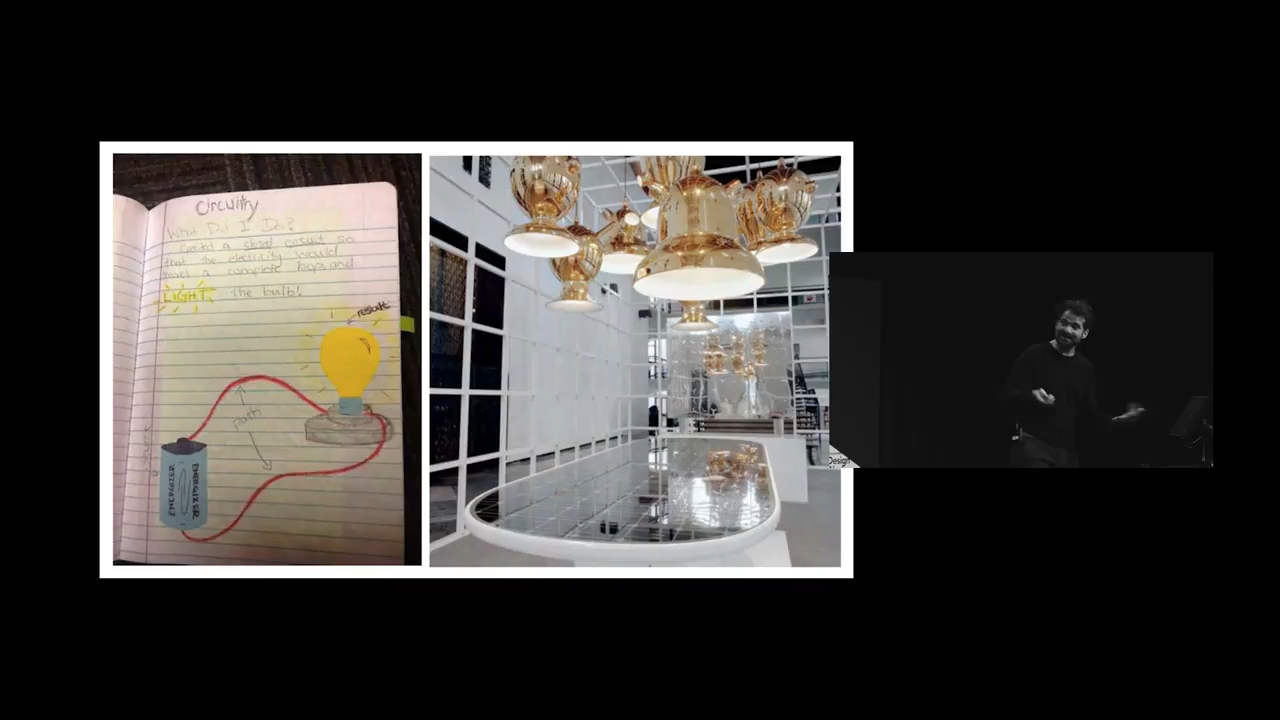 Circuitry
What Did I Do?
Created a closed circuit so
that the electricity would
have a complete loop and
LIGHT the bulb!
result
path
ENERGIZER
ENERGIZER
Design